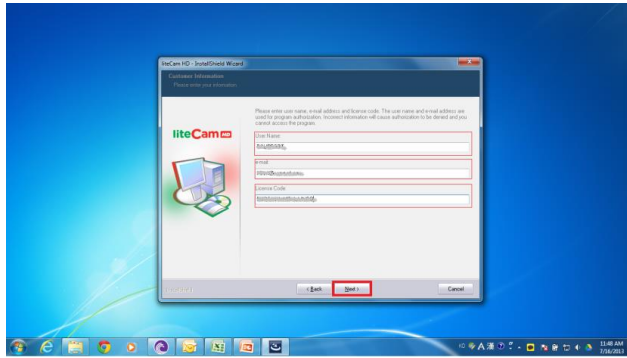 liteCam HD - InstallShield Wizard
Customer Information
Please enter your information.
Please enter user name, e-mail address and license code. The user name and e-mail address are
used for program authorization. Incorrect information will cause authorization to be denied and you
cannot access the program.
liteCam HD
User Name:
e-mail:
License Code:
< Back
Next >
Cancel
11:48 AM
7/16/2013